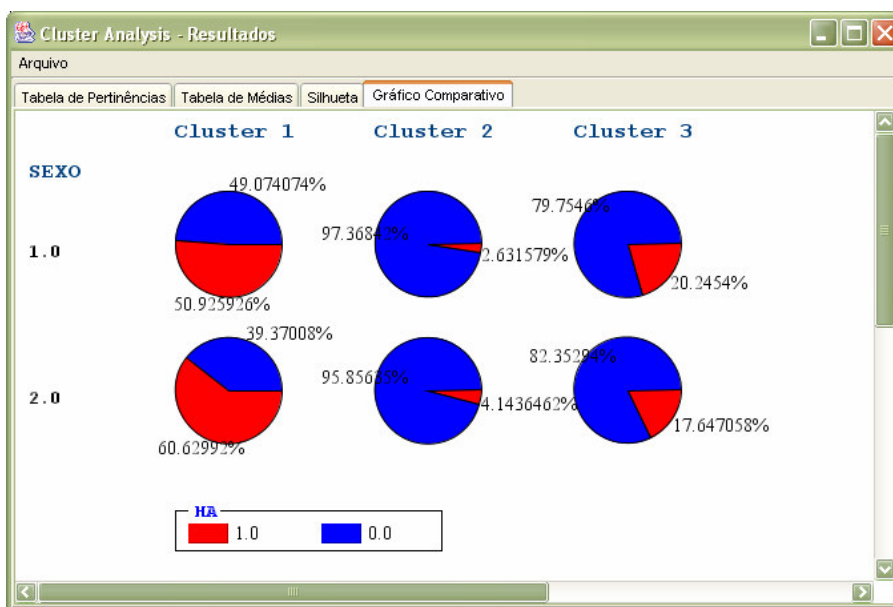 Cluster Analysis - Resultados
Arquivo
Tabela de Pertinências Tabela de Médias Silhueta Gráfico Comparativo
Cluster 1 Cluster 2 Cluster 3
SEXO
49.074074%
79.7546%
97.36842%
1.0
2.631579%
20.2454%
50.925926%
39.37008%
82.35294%
95.85635%
2.0
4.1436462%
17.647058%
60.62992%
HA
1.0 0.0